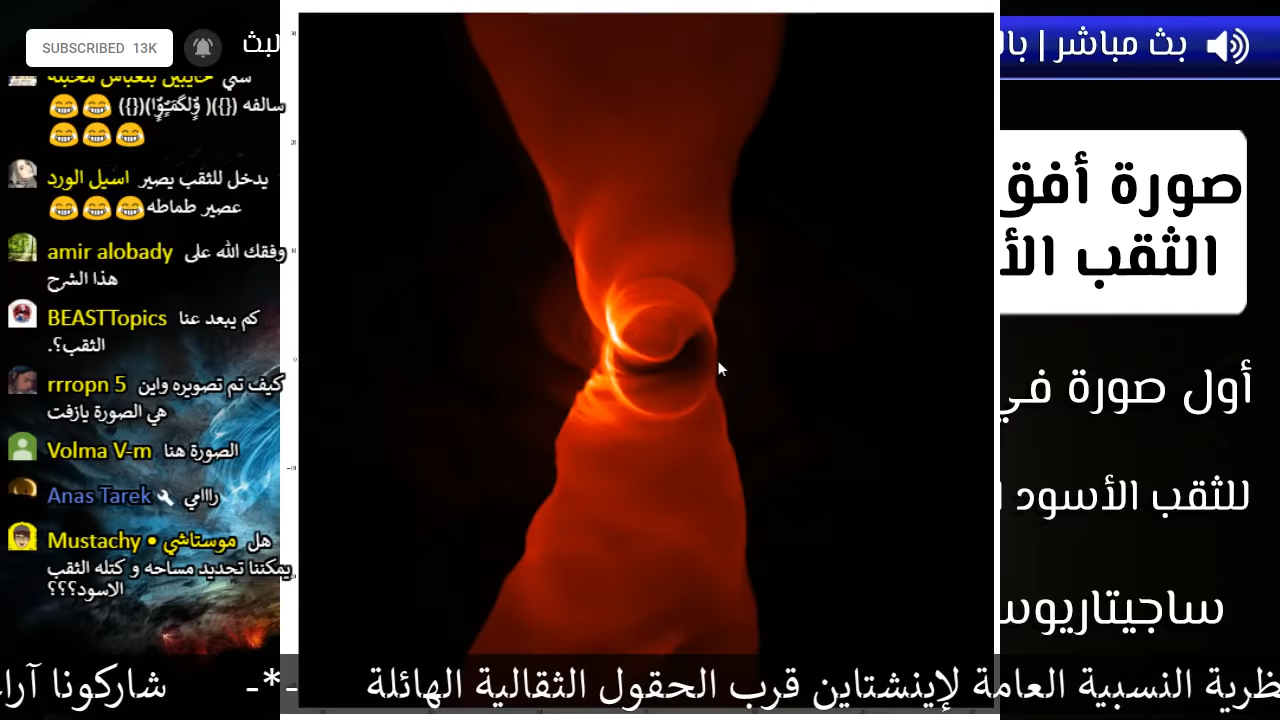 SUBSCRIBED 13K
لبث
بث مباشر | با
سالفه
اسيل الورد يدخل للثقب يصير
عصير طماطه
amir alobady وفقك الله على
هذا الشرح
BEASTTopics كم يبعد عنا
الثقب؟.
rrropn 5 كيف تم تصويره واين
هي الصورة يازفت
Volma V-m الصورة هنا
Anas Tarek رااامي
Mustachy • موستاشي هل
يمكننا تحديد مساحه و كتله الثقب
الاسود؟؟؟
صورة أفق
الثقب الأ
أول صورة في
للثقب الأسود
ساجيتاريوس
ظرية النسبية العامة لإينشتاين قرب الحقول الثقالية الهائلة -*- شاركونا آرا